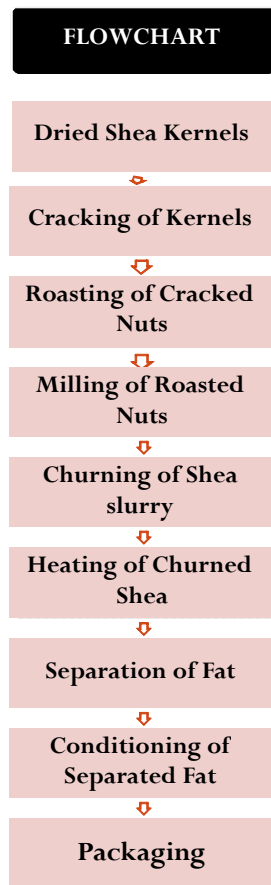 FLOWCHART
Dried Shea Kernels
Cracking of Kernels
Roasting of Cracked
Nuts
Milling of Roasted
Nuts
Churning of Shea
slurry
Heating of Churned
Shea
Separation of Fat
Conditioning of
Separated Fat
Packaging